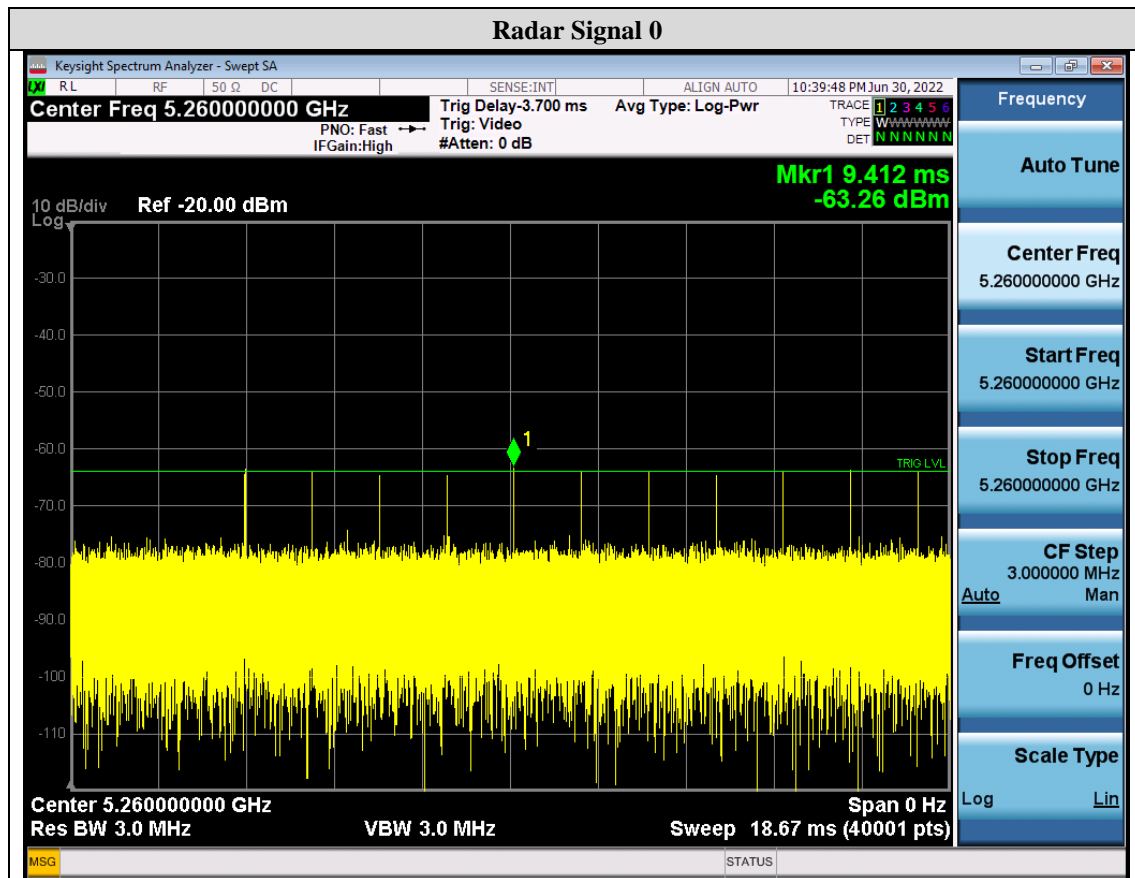 Radar Signal 0
Keysight Spectrum Analyzer - Swept SA
LXI RL RF 50 Ω DC SENSE:INT ALIGN AUTO 10:39:48 PM Jun 30, 2022
Center Freq 5.260000000 GHz
PNO: Fast
IFGain:High
Trig Delay-3.700 ms
Trig: Video
#Atten: 0 dB
Avg Type: Log-Pwr
TRACE 1 2 3 4 5 6
TYPE WWWWWW
DET N N N N N N
Mkr1 9.412 ms
-63.26 dBm
10 dB/div Ref -20.00 dBm
Log
-30.0
-40.0
-50.0
-60.0
1
TRIG LVL
-70.0
-80.0
-90.0
-100
-110
Center 5.260000000 GHz Span 0 Hz
Res BW 3.0 MHz VBW 3.0 MHz Sweep 18.67 ms (40001 pts)
MSG STATUS
Frequency
Auto Tune
Center Freq
5.260000000 GHz
Start Freq
5.260000000 GHz
Stop Freq
5.260000000 GHz
CF Step
3.000000 MHz
Auto Man
Freq Offset
0 Hz
Scale Type
Log Lin